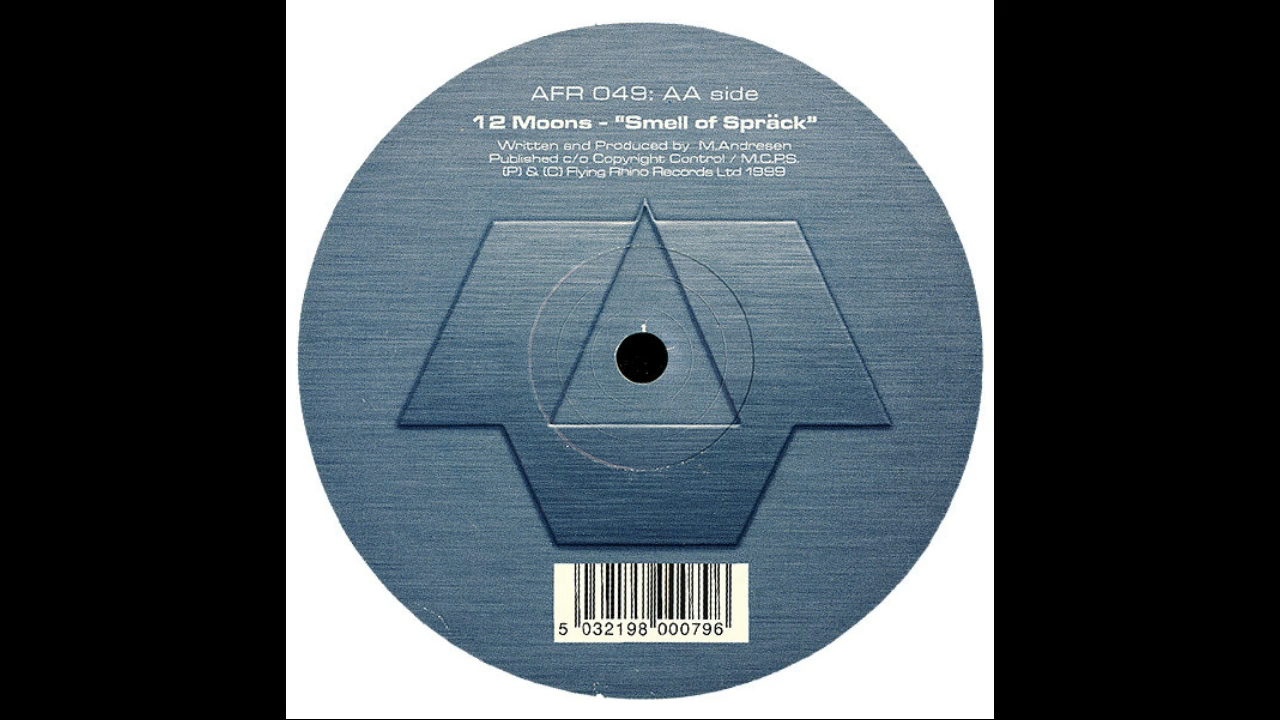 AFR 049: AA side
12 Moons - "Smell of Spräck"
Written and Produced by M.Andresen
Published c/o Copyright Control / M.C.P.S.
(P) & (C) Flying Rhino Records Ltd 1999
5 032198 000796